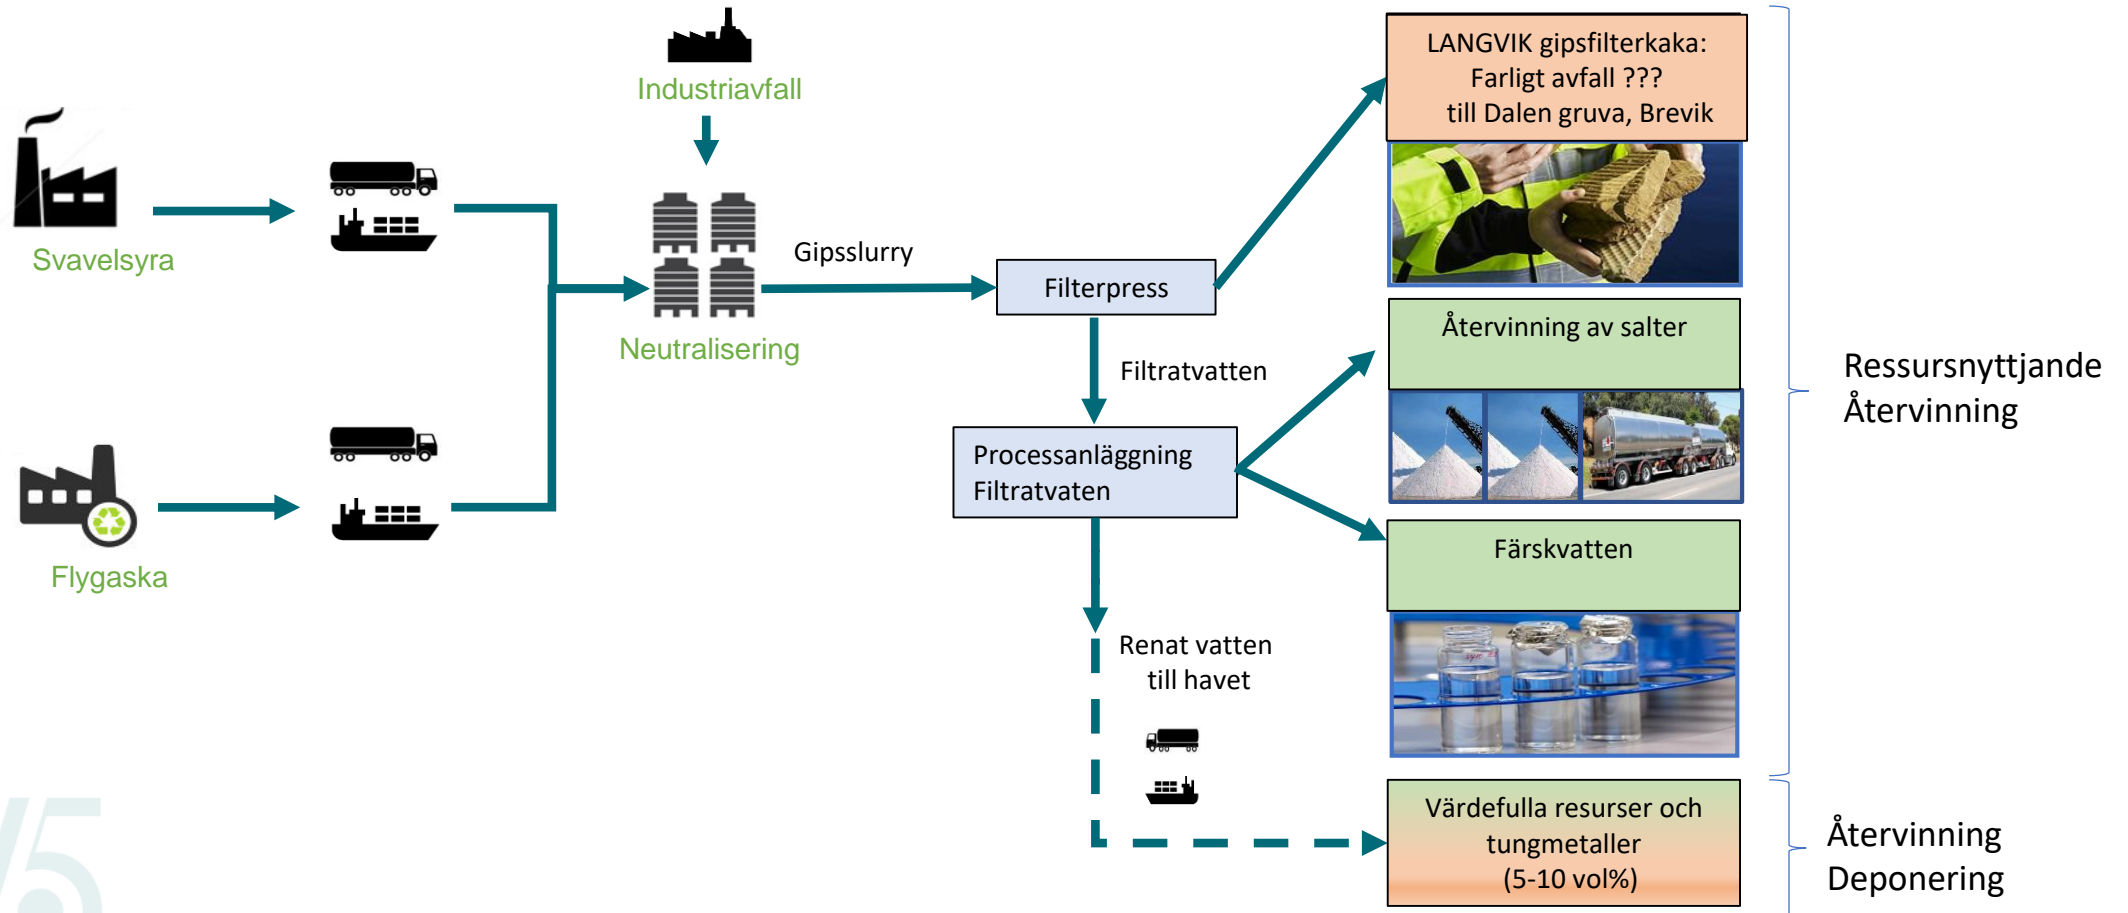 Industriavfall
Svavelsyra
Flygaska
Neutralisering
Gipsslurry
Filterpress
Filtratvatten
Processanläggning
Filtratvaten
Renat vatten
till havet
LANGVIK gipsfilterkaka:
Farligt avfall ???
till Dalen gruva, Brevik
Återvinning av salter
Färskvatten
Värdefulla resurser och
tungmetaller
(5-10 vol%)
Ressursnyttjande
Återvinning
Återvinning
Deponering